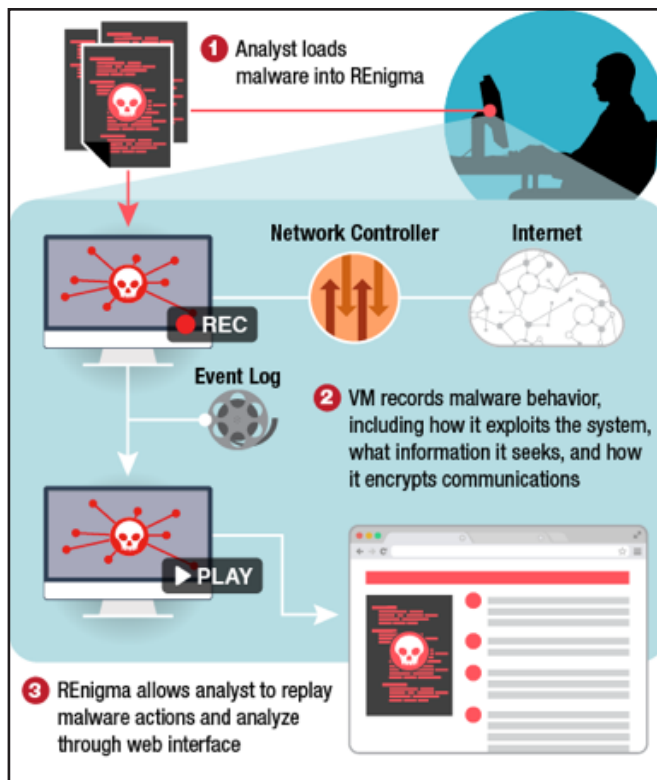 1 Analyst loads
malware into REnigma
Network Controller
Internet
REC
Event Log
2 VM records malware behavior,
including how it exploits the system,
what information it seeks, and how
it encrypts communications
PLAY
3 REnigma allows analyst to replay
malware actions and analyze
through web interface